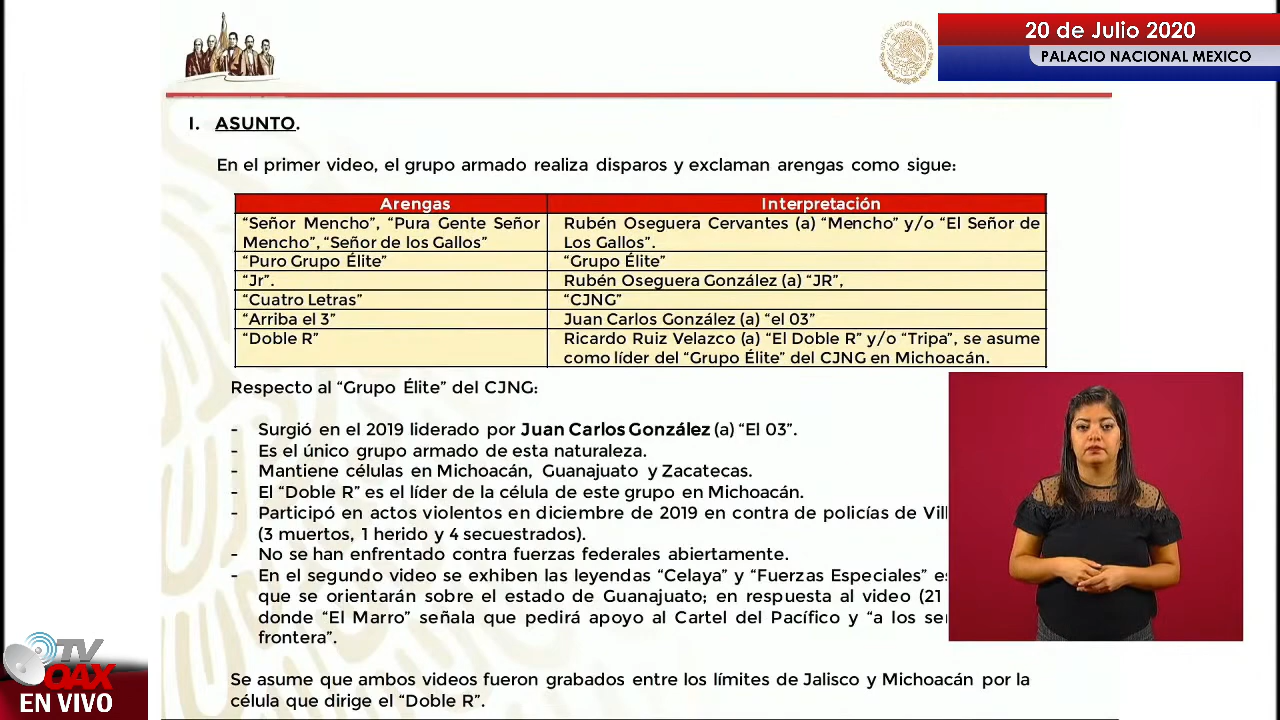 20 de Julio 2020
PALACIO NACIONAL MEXICO
I. ASUNTO.
En el primer video, el grupo armado realiza disparos y exclaman arengas como sigue:
Arengas Interpretación
“Señor Mencho”, “Pura Gente Señor Mencho”, “Señor de los Gallos” Rubén Oseguera Cervantes (a) “Mencho” y/o “El Señor de Los Gallos”.
“Puro Grupo Élite” “Grupo Élite”
“Jr”. Rubén Oseguera González (a) “JR”,
“Cuatro Letras” “CJNG”
“Arriba el 3” Juan Carlos González (a) “el 03”
“Doble R” Ricardo Ruiz Velazco (a) “El Doble R” y/o “Tripa”, se asume como líder del “Grupo Élite” del CJNG en Michoacán.
Respecto al “Grupo Élite” del CJNG:
- Surgió en el 2019 liderado por Juan Carlos González (a) “El 03”.
- Es el único grupo armado de esta naturaleza.
- Mantiene células en Michoacán, Guanajuato y Zacatecas.
- El “Doble R” es el líder de la célula de este grupo en Michoacán.
- Participó en actos violentos en diciembre de 2019 en contra de policías de
(3 muertos, 1 herido y 4 secuestrados).
- No se han enfrentado contra fuerzas federales abiertamente.
- En el segundo video se exhiben las leyendas “Celaya” y “Fuerzas Especiales”
que se orientarán sobre el estado de Guanajuato; en respuesta al video (21
donde “El Marro” señala que pedirá apoyo al Cartel del Pacífico y “a los
frontera”.
Se asume que ambos videos fueron grabados entre los límites de Jalisco y Michoacán por la
célula que dirige el “Doble R”.
TV
OAX
EN VIVO